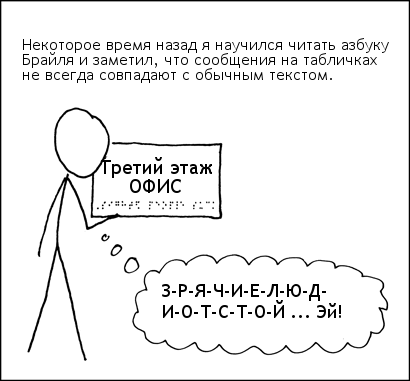 Некоторое время назад я научился читать азбуку
Брайля и заметил, что сообщения на табличках
не всегда совпадают с обычным текстом.
Третий этаж
ОФИС
З-Р-Я-Ч-И-Е-Л-Ю-Д-
И-О-Т-С-Т-О-Й ... Эй!